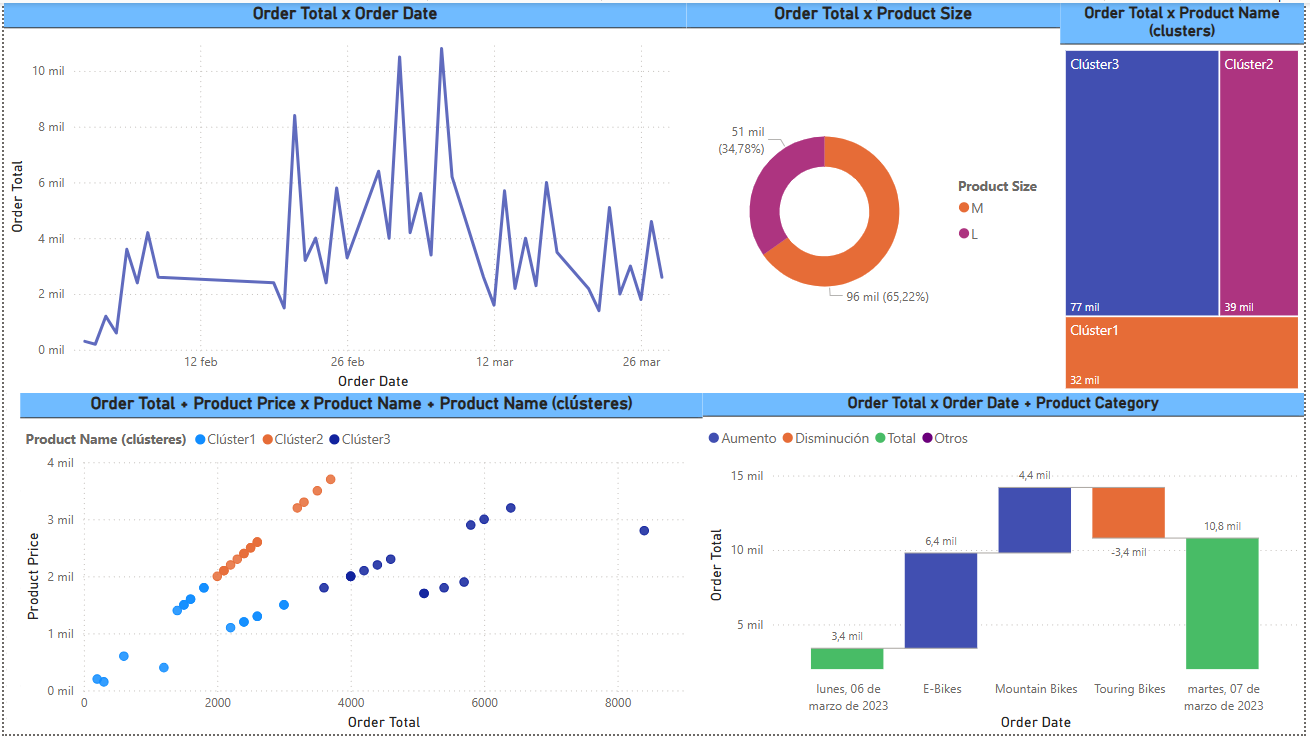 Order Total x Order Date
10 mil
8 mil
6 mil
4 mil
2 mil
0 mil
Order Total
12 feb
26 feb
12 mar
26 mar
Order Date
Order Total x Product Size
51 mil
(34,78%)
96 mil (65,22%)
Product Size
M
L
Order Total x Product Name
(clusters)
Clúster3
77 mil
Clúster2
39 mil
Clúster1
32 mil
Order Total + Product Price x Product Name + Product Name (clústeres)
Product Name (clústeres) Clúster1 Clúster2 Clúster3
4 mil
3 mil
2 mil
1 mil
0 mil
Product Price
0
2000
4000
6000
8000
Order Total
Order Total x Order Date + Product Category
Aumento Disminución Total Otros
15 mil
10 mil
5 mil
Order Total
3,4 mil
6,4 mil
4,4 mil
-3,4 mil
10,8 mil
lunes, 06 de
marzo de 2023
E-Bikes
Mountain Bikes
Touring Bikes
martes, 07 de
marzo de 2023
Order Date